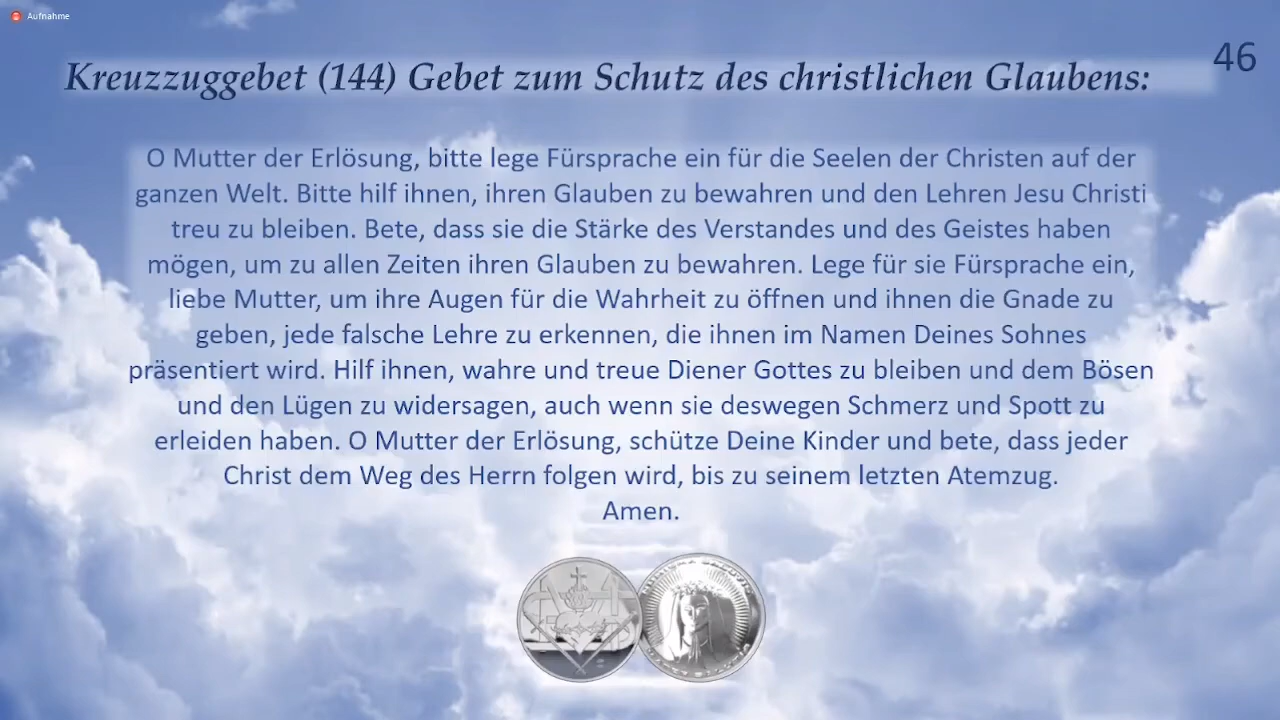 Aufnahme
46
Kreuzzuggebet (144) Gebet zum Schutz des christlichen Glaubens:
O Mutter der Erlösung, bitte lege Fürsprache ein für die Seelen der Christen auf der
ganzen Welt. Bitte hilf ihnen, ihren Glauben zu bewahren und den Lehren Jesu Christi
treu zu bleiben. Bete, dass sie die Stärke des Verstandes und des Geistes haben
mögen, um zu allen Zeiten ihren Glauben zu bewahren. Lege für sie Fürsprache ein,
liebe Mutter, um ihre Augen für die Wahrheit zu öffnen und ihnen die Gnade zu
geben, jede falsche Lehre zu erkennen, die ihnen im Namen Deines Sohnes
präsentiert wird. Hilf ihnen, wahre und treue Diener Gottes zu bleiben und dem Bösen
und den Lügen zu widersagen, auch wenn sie deswegen Schmerz und Spott zu
erleiden haben. O Mutter der Erlösung, schütze Deine Kinder und bete, dass jeder
Christ dem Weg des Herrn folgen wird, bis zu seinem letzten Atemzug.
Amen.